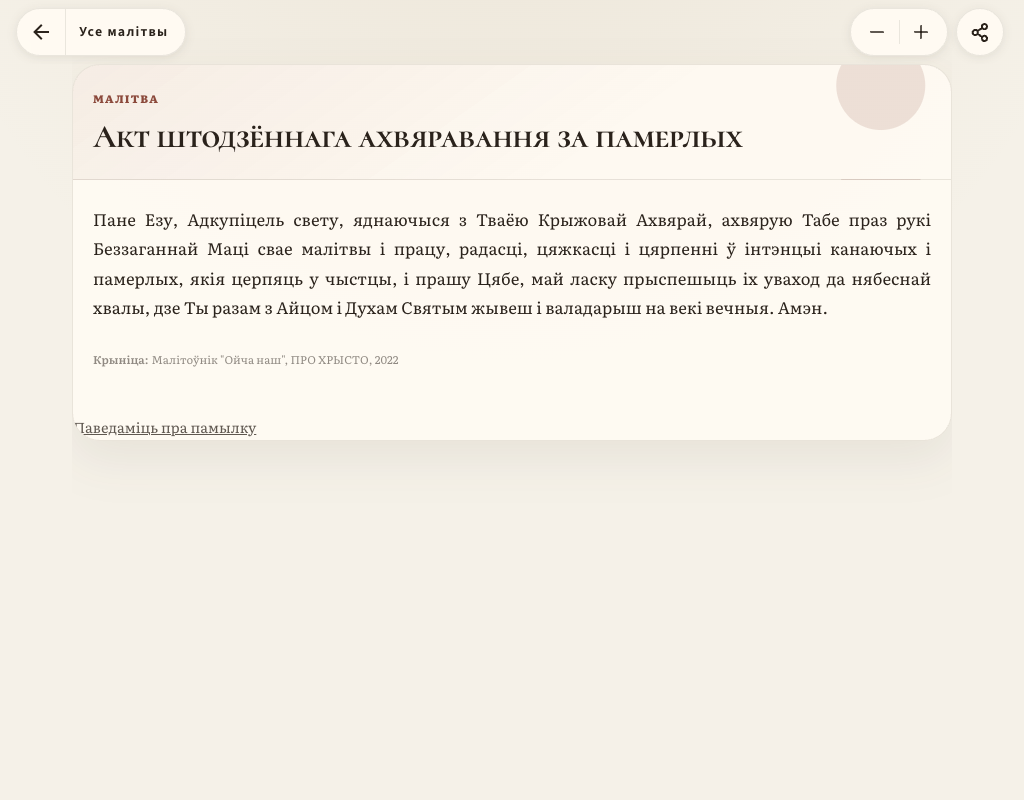 Усе малітвы
МАЛІТВА
Акт штодзённага ахвяравання за памерлых
Пане Езу, Адкупіцель свету, яднаючыся з Тваёю Крыжовай Ахвярай, ахвярую Табе праз рукі
Беззаганнай Маці свае малітвы і працу, радасці, цяжкасці і цярпенні ў інтэнцыі канаючых і
памерлых, якія церпяць у чыстцы, і прашу Цябе, май ласку прыспешыць іх уваход да нябеснай
хвалы, дзе Ты разам з Айцом і Духам Святым жывеш і валадарыш на векі вечныя. Амэн.
Крыніца: Малітоўнік "Ойча наш", ПРО ХРЫСТО, 2022
Паведаміць пра памылку